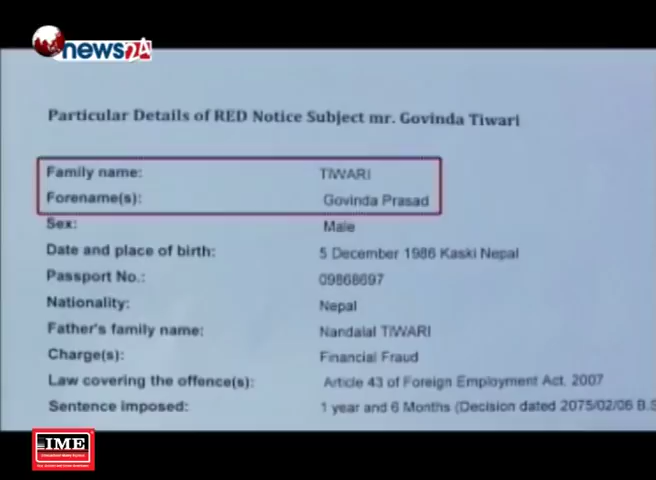 news24
Particular Details of RED Notice Subject mr. Govinda Tiwari
Family name: TIWARI
Forename(s): Govinda Prasad
Sex: Male
Date and place of birth: 5 December 1986 Kaski Nepal
Passport No.: 09868697
Nationality: Nepal
Father's family name: Nandalal TIWARI
Charge(s): Financial Fraud
Law covering the offence(s): Article 43 of Foreign Employment Act, 2007
Sentence imposed: 1 year and 6 Months (Decision dated 2075/02/06 B.S
IME